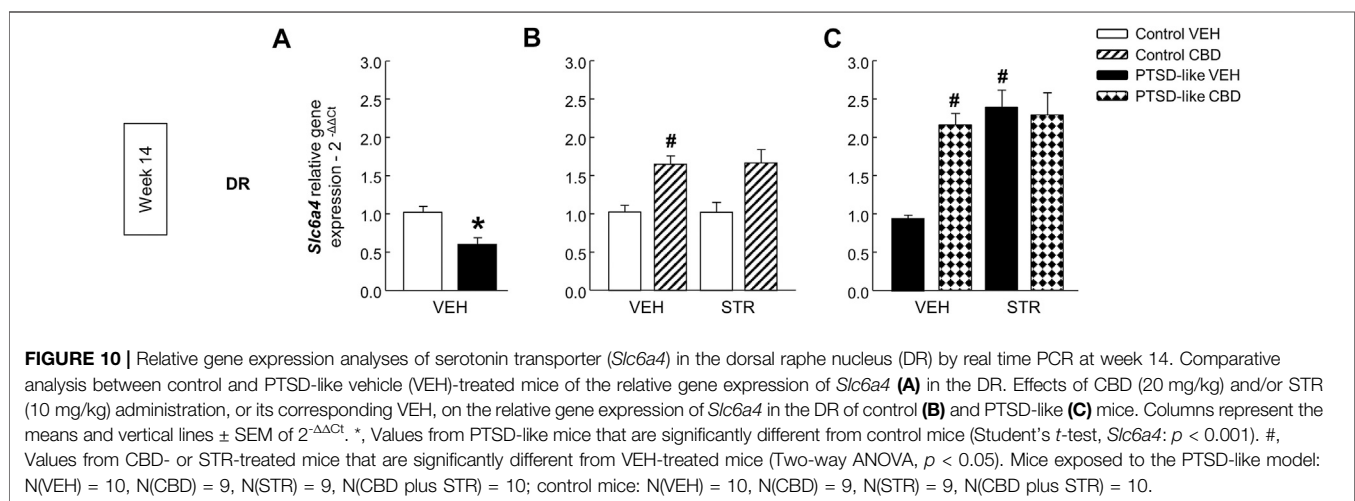 A
B
C
Control VEH
Control CBD
PTSD-like VEH
PTSD-like CBD
Week 14
DR
Slc6a4 relative gene
expression - 2 -ΔΔCt
3.0
2.5
2.0
1.5
1.0
0.5
0.0
*
VEH
3.0
2.5
2.0
1.5
1.0
0.5
0.0
#
VEH STR
3.0
2.5
2.0
1.5
1.0
0.5
0.0
# #
VEH STR
FIGURE 10 | Relative gene expression analyses of serotonin transporter (Slc6a4) in the dorsal raphe nucleus (DR) by real time PCR at week 14. Comparative
analysis between control and PTSD-like vehicle (VEH)-treated mice of the relative gene expression of Slc6a4 (A) in the DR. Effects of CBD (20 mg/kg) and/or STR
(10 mg/kg) administration, or its corresponding VEH, on the relative gene expression of Slc6a4 in the DR of control (B) and PTSD-like (C) mice. Columns represent the
means and vertical lines ± SEM of 2-ΔΔCt. *, Values from PTSD-like mice that are significantly different from control mice (Student's t-test, Slc6a4: p < 0.001). #,
Values from CBD- or STR-treated mice that are significantly different from VEH-treated mice (Two-way ANOVA, p < 0.05). Mice exposed to the PTSD-like model:
N(VEH) = 10, N(CBD) = 9, N(STR) = 9, N(CBD plus STR) = 10; control mice: N(VEH) = 10, N(CBD) = 9, N(STR) = 9, N(CBD plus STR) = 10.